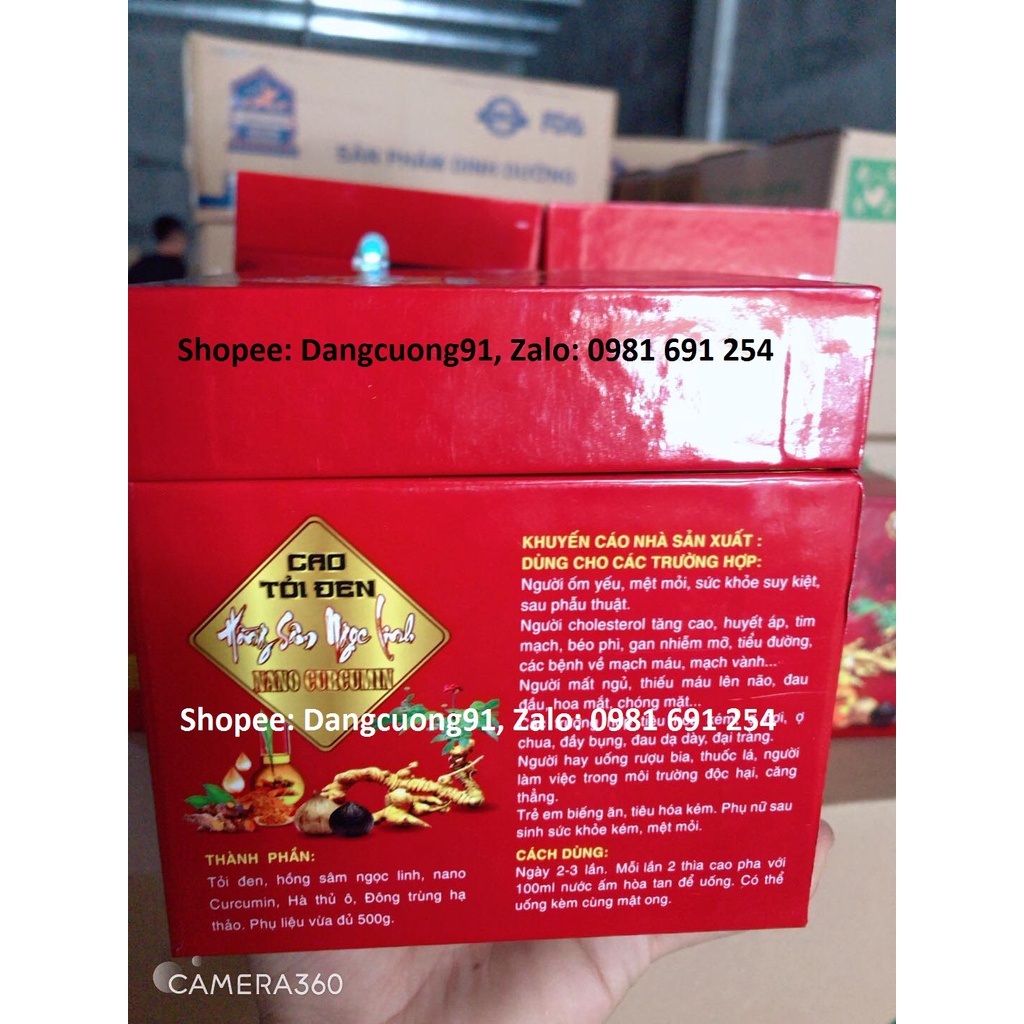 SẢN PHẨM DINH DƯỠNG
Shopee: Dangcuong91, Zalo: 0981 691 254
CAO
TỎI ĐEN
Hồng Sâm Ngọc Linh
NANO CURCUMIN
THÀNH PHẦN:
Tỏi đen, hồng sâm ngọc linh, nano
Curcumin, Hà thủ ô, Đông trùng hạ
thảo. Phụ liệu vừa đủ 500g.
KHUYẾN CÁO NHÀ SẢN XUẤT :
DÙNG CHO CÁC TRƯỜNG HỢP:
Người ốm yếu, mệt mỏi, sức khỏe suy kiệt,
sau phẫu thuật.
Người cholesterol tăng cao, huyết áp, tim
mạch, béo phì, gan nhiễm mỡ, tiểu đường,
các bệnh về mạch máu, mạch vành...
Người mất ngủ, thiếu máu lên não, đau
đầu, hoa mắt, chóng mặt...
Shopee: Dangcuong91, Zalo: 0981 691 254
chua, đầy bụng, đau dạ dày, đại tràng.
Người hay uống rượu bia, thuốc lá, người
làm việc trong môi trường độc hại, căng
thẳng.
Trẻ em biếng ăn, tiêu hóa kém. Phụ nữ sau
sinh sức khỏe kém, mệt mỏi.
CÁCH DÙNG:
Ngày 2-3 lần. Mỗi lần 2 thìa cao pha với
100ml nước ấm hòa tan để uống. Có thể
uống kèm cùng mật ong.
CAMERA360